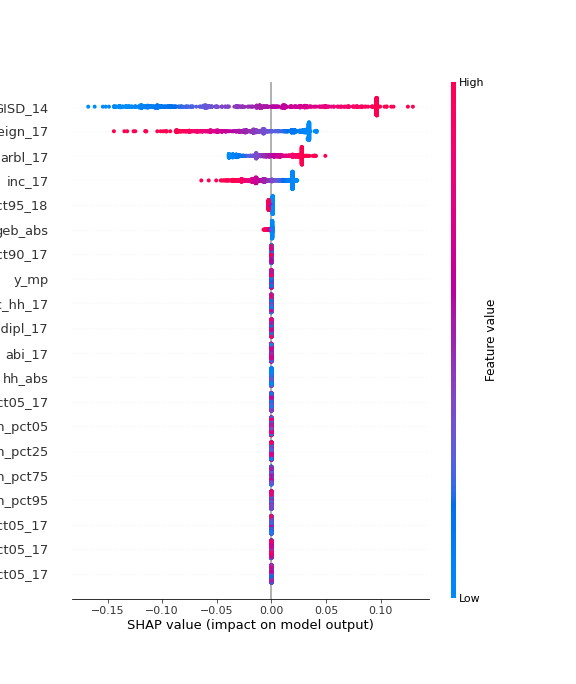 High
GISD_14
eign_17
arbl_17
inc_17
ct95_18
geb_abs
ct90_17
y_mp
t_hh_17
dipl_17
abi_17
hh_abs
ct05_17
n_pct05
n_pct25
n_pct75
n_pct95
ct05_17
ct05_17
ct05_17
Low
Feature value
−0.15 −0.10 −0.05 0.00 0.05 0.10
SHAP value (impact on model output)